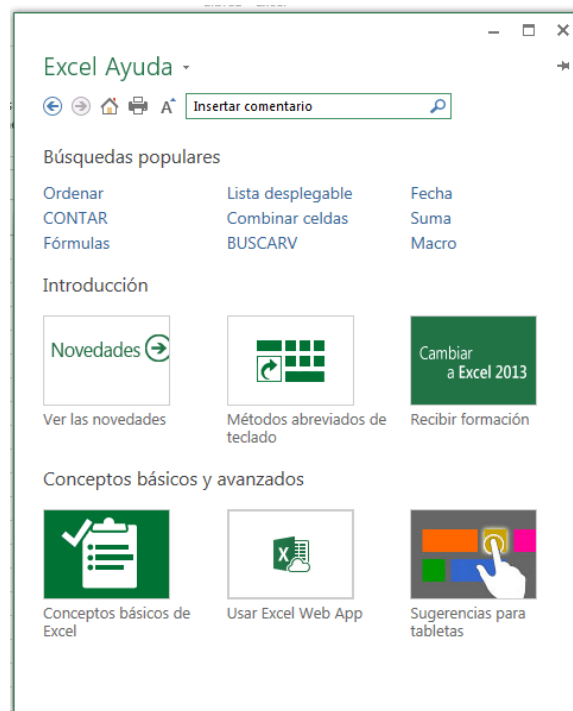 Excel Ayuda
A
Insertar comentario
Búsquedas populares
Ordenar Lista desplegable Fecha
CONTAR Combinar celdas Suma
Fórmulas BUSCARV Macro
Introducción
Novedades
Cambiar
a Excel 2013
Ver las novedades Métodos abreviados de Recibir formación
teclado
Conceptos básicos y avanzados
X
Conceptos básicos de Usar Excel Web App Sugerencias para
Excel tabletas